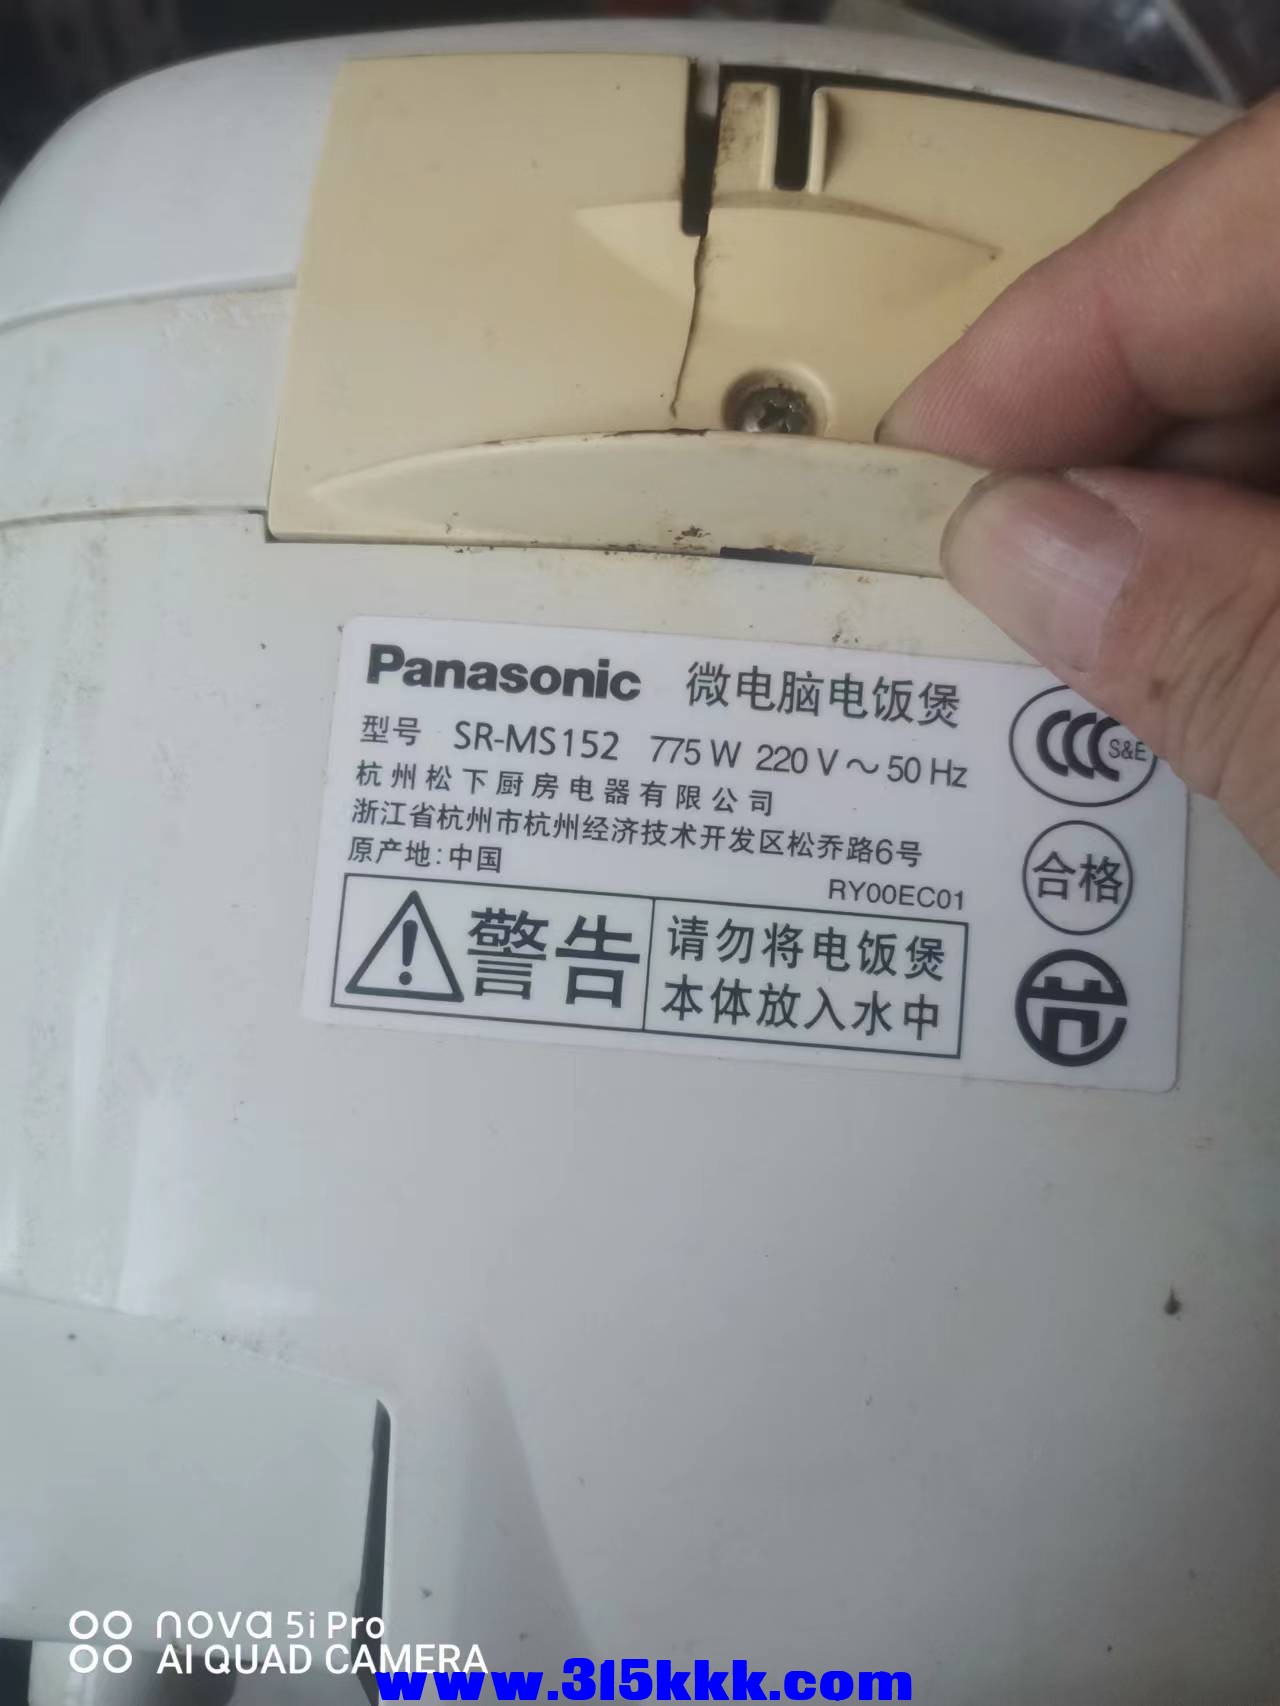 Panasonic 微电脑电饭煲
型号 SR-MS152 775 W 220 V～50 Hz
杭州松下厨房电器有限公司
浙江省杭州市杭州经济技术开发区松乔路6号
原产地:中国
RY00EC01
CCC S&E
合格
警告
请勿将电饭煲
本体放入水中
nova 5i Pro
AI QUAD CAMERA
www.315kkk.com